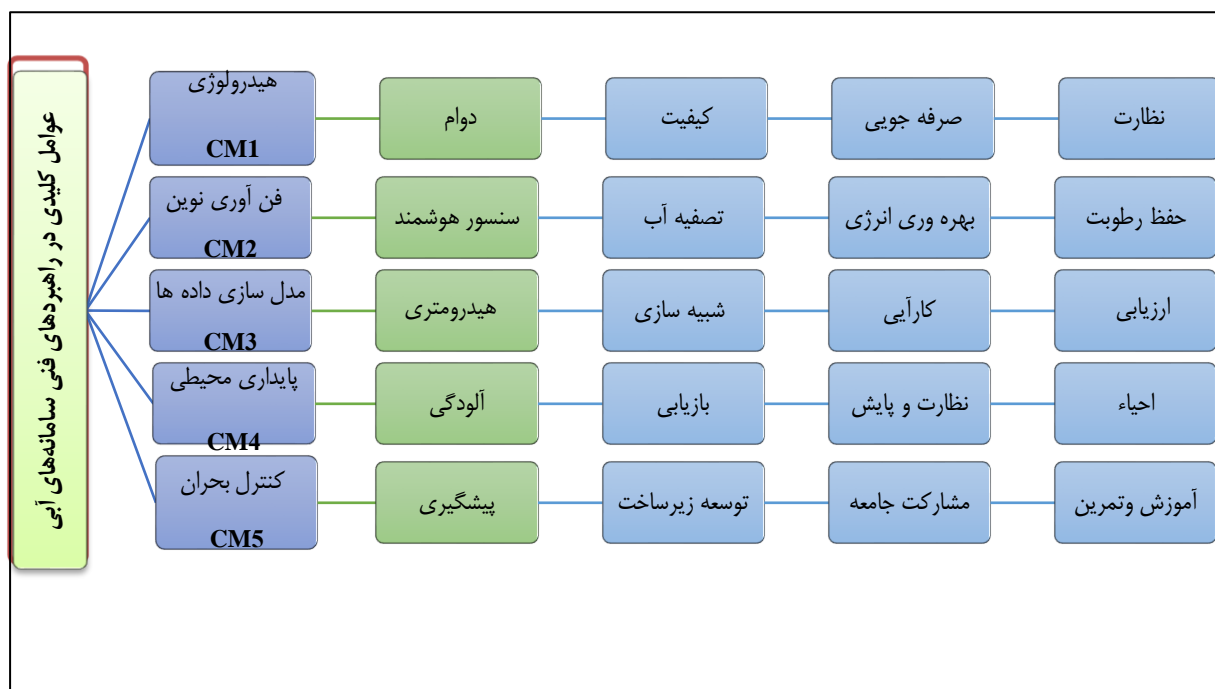 عوامل کلیدی در راهبردهای فنی سامانه‌های آبی
هیدرولوژی
CM1
دوام
کیفیت
صرفه جویی
نظارت
فن آوری نوین
CM2
سنسور هوشمند
تصفیه آب
بهره وری انرژی
حفظ رطوبت
مدل سازی داده ها
CM3
هیدرومتری
شبیه سازی
کارآیی
ارزیابی
پایداری محیطی
CM4
آلودگی
بازیابی
نظارت و پایش
احیاء
کنترل بحران
CM5
پیشگیری
توسعه زیرساخت
مشارکت جامعه
آموزش وتمرین